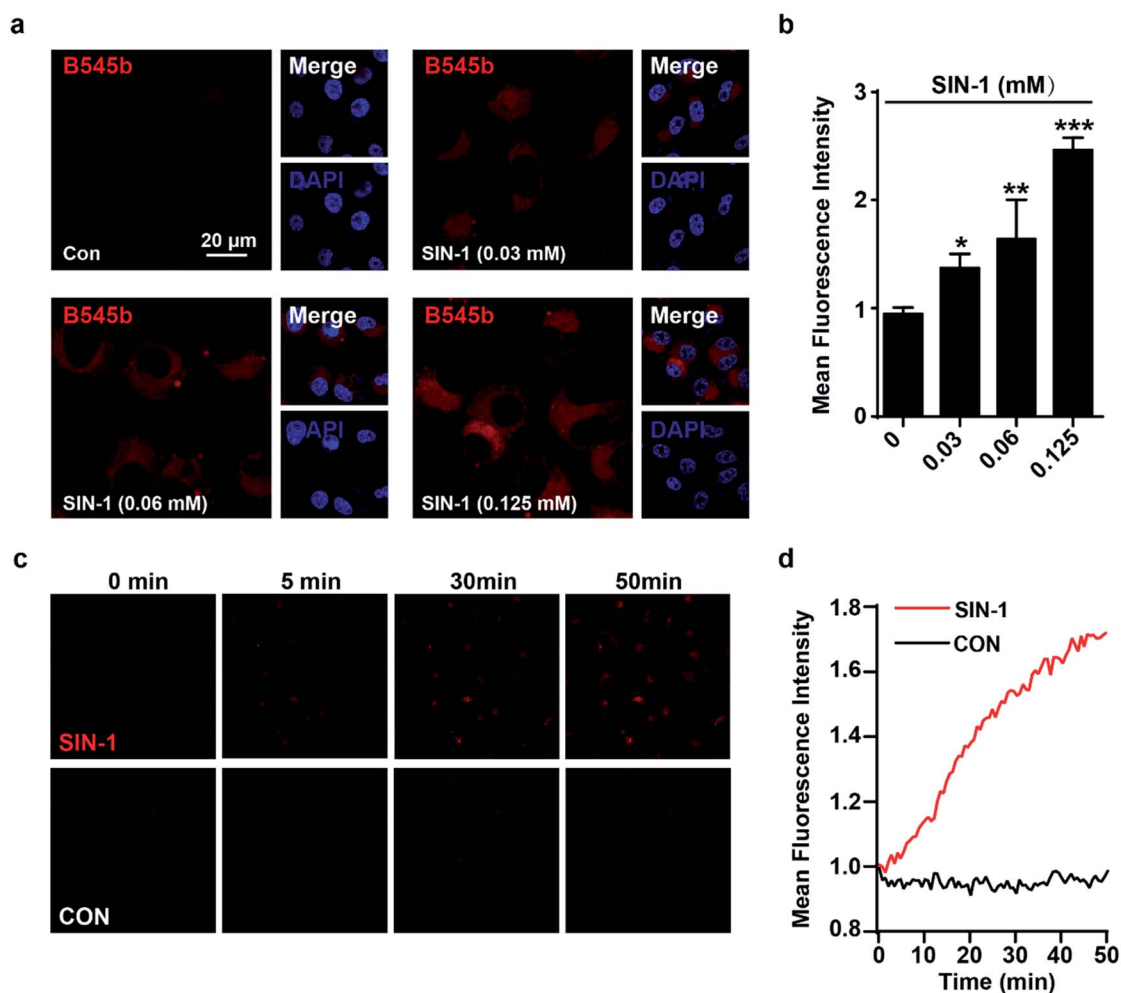 a
B545b
Merge
DAPI
20 µm
Con
B545b
Merge
DAPI
SIN-1 (0.03 mM)
B545b
Merge
DAPI
SIN-1 (0.06 mM)
B545b
Merge
DAPI
SIN-1 (0.125 mM)
b
SIN-1 (mM）
Mean Fluorescence Intensity
3
2
1
0
*
**
***
0
0.03
0.06
0.125
c
0 min
5 min
30min
50min
SIN-1
CON
d
Mean Fluorescence Intensity
1.8
1.6
1.4
1.2
1.0
0.8
SIN-1
CON
0
10
20
30
40
50
Time (min)